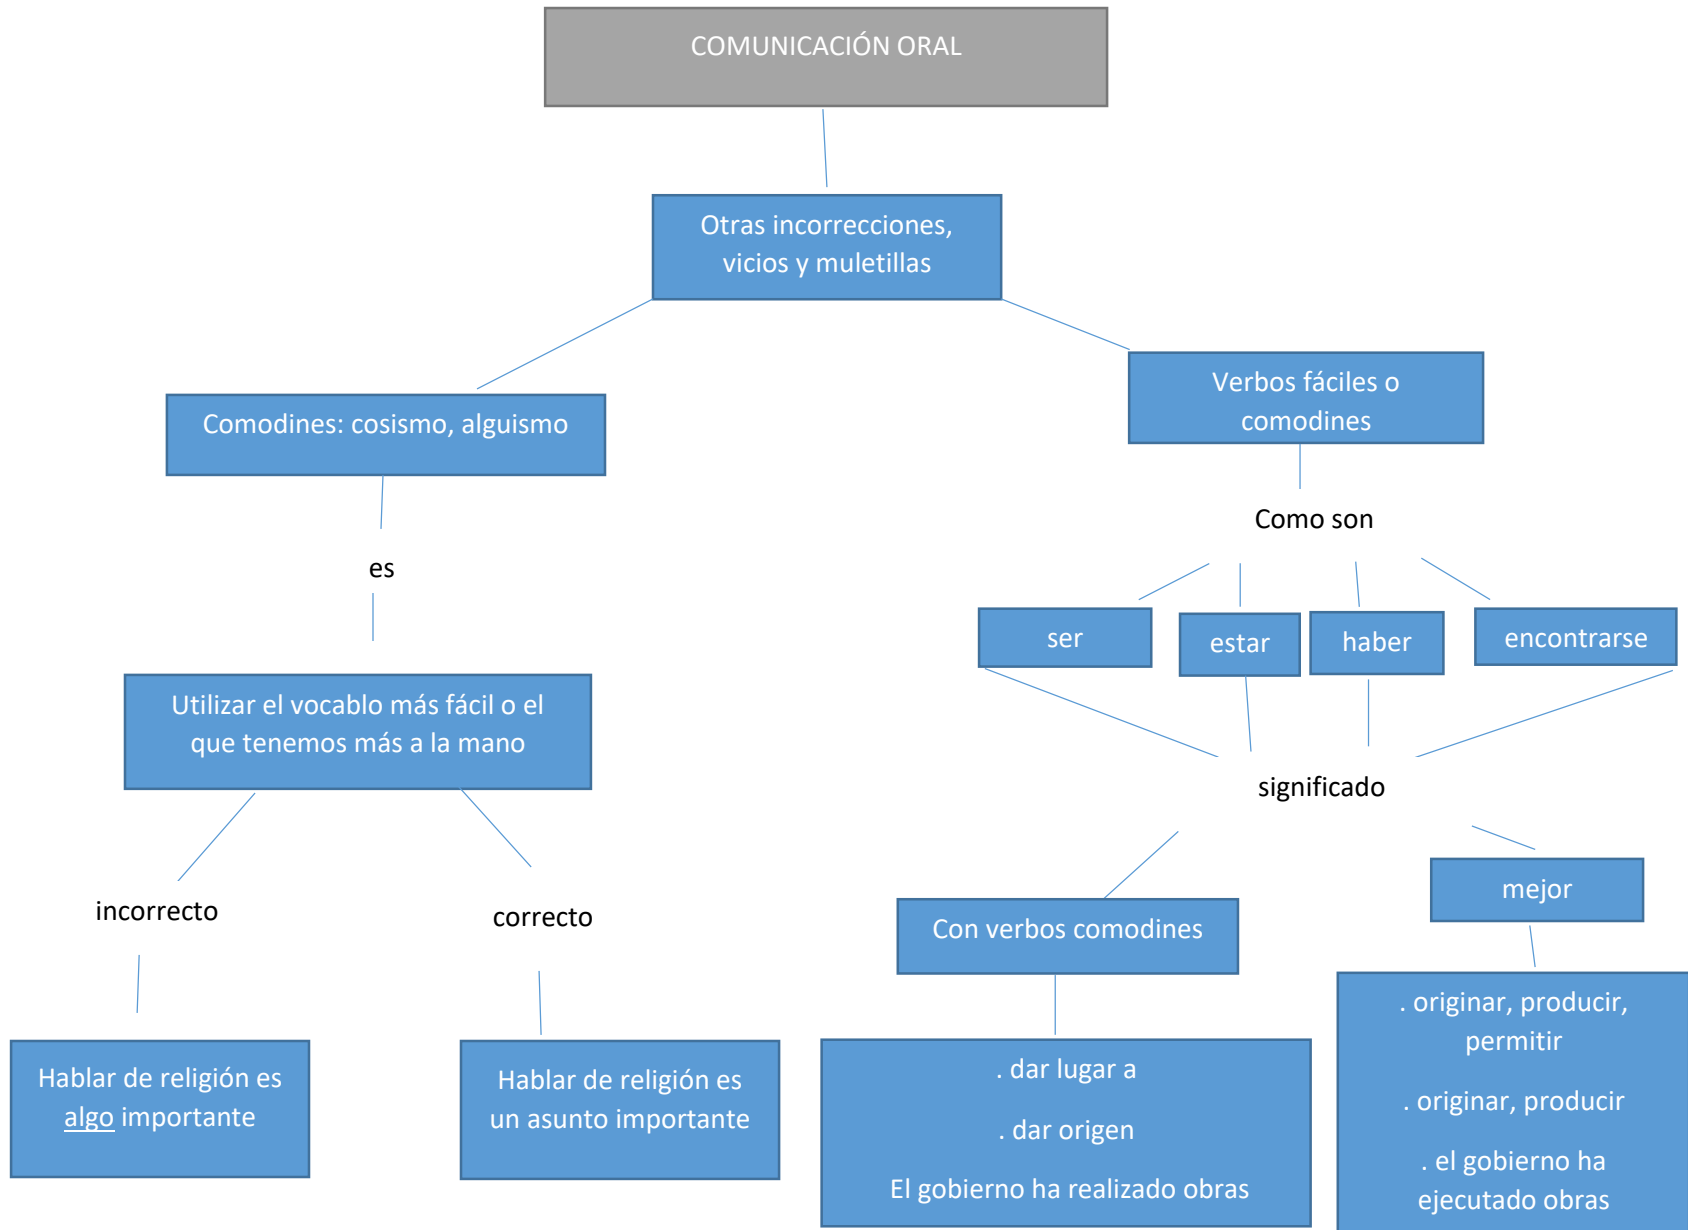 COMUNICACIÓN ORAL
Otras incorrecciones,
vicios y muletillas
Comodines: cosismo, alguismo
es
Utilizar el vocablo más fácil o el
que tenemos más a la mano
incorrecto
correcto
Hablar de religión es
algo importante
Hablar de religión es
un asunto importante
Verbos fáciles o
comodines
Como son
ser
estar
haber
encontrarse
significado
Con verbos comodines
. dar lugar a
. dar origen
El gobierno ha realizado obras
mejor
. originar, producir,
permitir
. originar, producir
. el gobierno ha
ejecutado obras